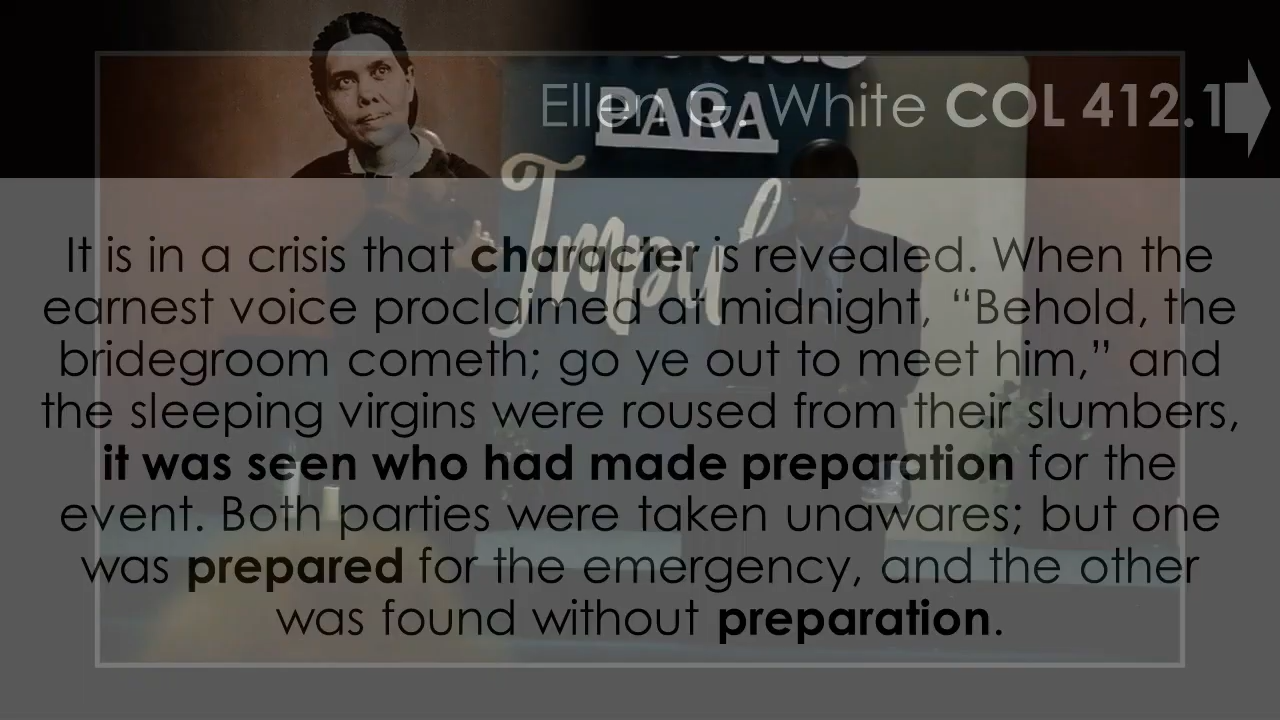 PARA
Ellen G. White COL 412.1
It is in a crisis that character is revealed. When the
earnest voice proclaimed at midnight, “Behold, the
bridegroom cometh; go ye out to meet him,” and
the sleeping virgins were roused from their slumbers,
it was seen who had made preparation for the
event. Both parties were taken unawares; but one
was prepared for the emergency, and the other
was found without preparation.